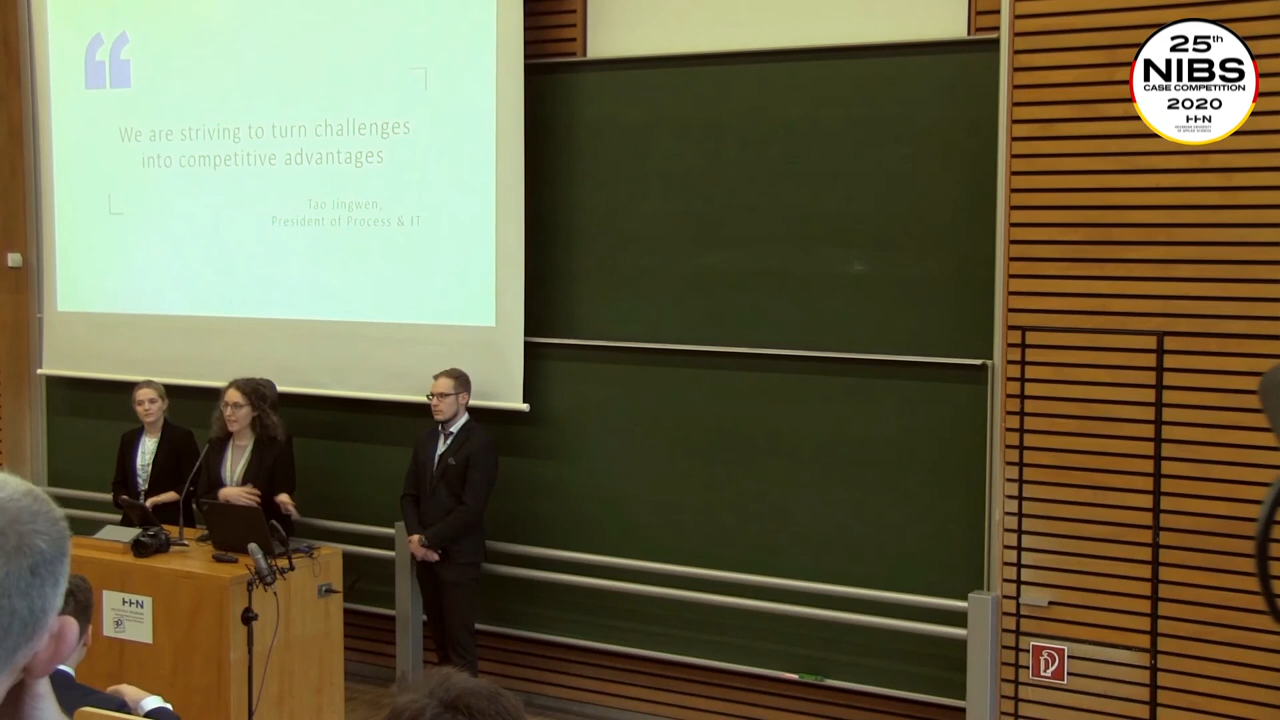 We are striving to turn challenges
into competitive advantages
Tao Jingwen,
President of Process & IT
25th
NIBS
CASE COMPETITION
2020
HHN
HHN